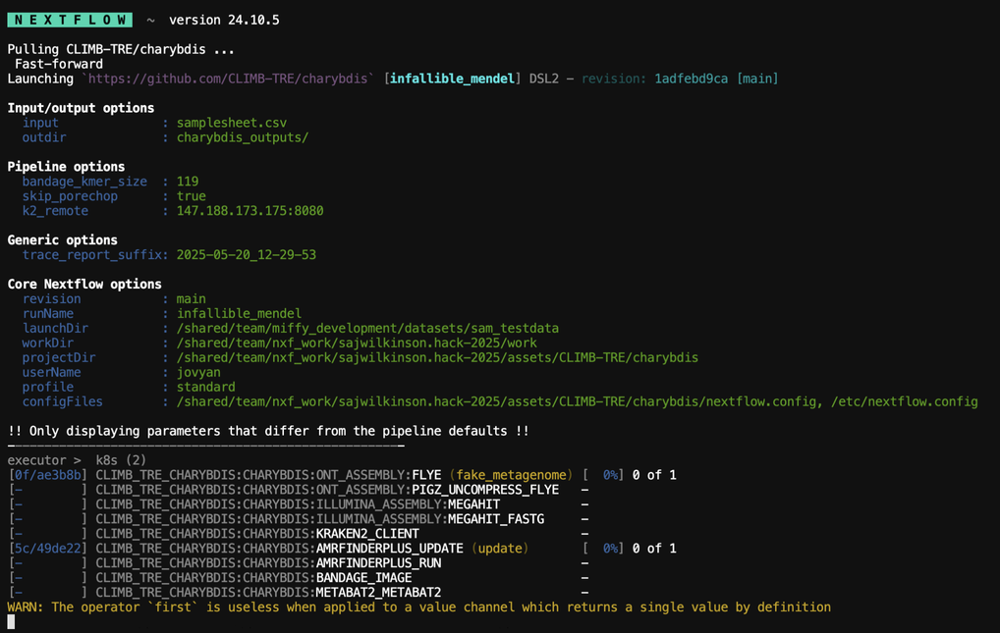 N E X T F L O W ~ version 24.10.5
Pulling CLIMB-TRE/charybdis ...
Fast-forward
Launching `https://github.com/CLIMB-TRE/charybdis` [infallible_mendel] DSL2 - revision: 1adfebd9ca [main]
Input/output options
input : samplesheet.csv
outdir : charybdis_outputs/
Pipeline options
bandage_kmer_size : 119
skip_porechop : true
k2_remote : 147.188.173.175:8080
Generic options
trace_report_suffix: 2025-05-20_12-29-53
Core Nextflow options
revision : main
runName : infallible_mendel
launchDir : /shared/team/miffy_development/datasets/sam_testdata
workDir : /shared/team/nxf_work/sajwilkinson.hack-2025/work
projectDir : /shared/team/nxf_work/sajwilkinson.hack-2025/assets/CLIMB-TRE/charybdis
userName : jovyan
profile : standard
configFiles : /shared/team/nxf_work/sajwilkinson.hack-2025/assets/CLIMB-TRE/charybdis/nextflow.config, /etc/nextflow.config
!! Only displaying parameters that differ from the pipeline defaults !!
------------------------------------------------------
executor > k8s (2)
[0f/ae3b8b] CLIMB_TRE_CHARYBDIS:CHARYBDIS:ONT_ASSEMBLY:FLYE (fake_metagenome) [ 0%] 0 of 1
[- ] CLIMB_TRE_CHARYBDIS:CHARYBDIS:ONT_ASSEMBLY:PIGZ_UNCOMPRESS_FLYE -
[- ] CLIMB_TRE_CHARYBDIS:CHARYBDIS:ILLUMINA_ASSEMBLY:MEGAHIT -
[- ] CLIMB_TRE_CHARYBDIS:CHARYBDIS:ILLUMINA_ASSEMBLY:MEGAHIT_FASTG -
[- ] CLIMB_TRE_CHARYBDIS:CHARYBDIS:KRAKEN2_CLIENT -
[5c/49de22] CLIMB_TRE_CHARYBDIS:CHARYBDIS:AMRFINDERPLUS_UPDATE (update) [ 0%] 0 of 1
[- ] CLIMB_TRE_CHARYBDIS:CHARYBDIS:AMRFINDERPLUS_RUN -
[- ] CLIMB_TRE_CHARYBDIS:CHARYBDIS:BANDAGE_IMAGE -
[- ] CLIMB_TRE_CHARYBDIS:CHARYBDIS:METABAT2_METABAT2 -
WARN: The operator `first` is useless when applied to a value channel which returns a single value by definition